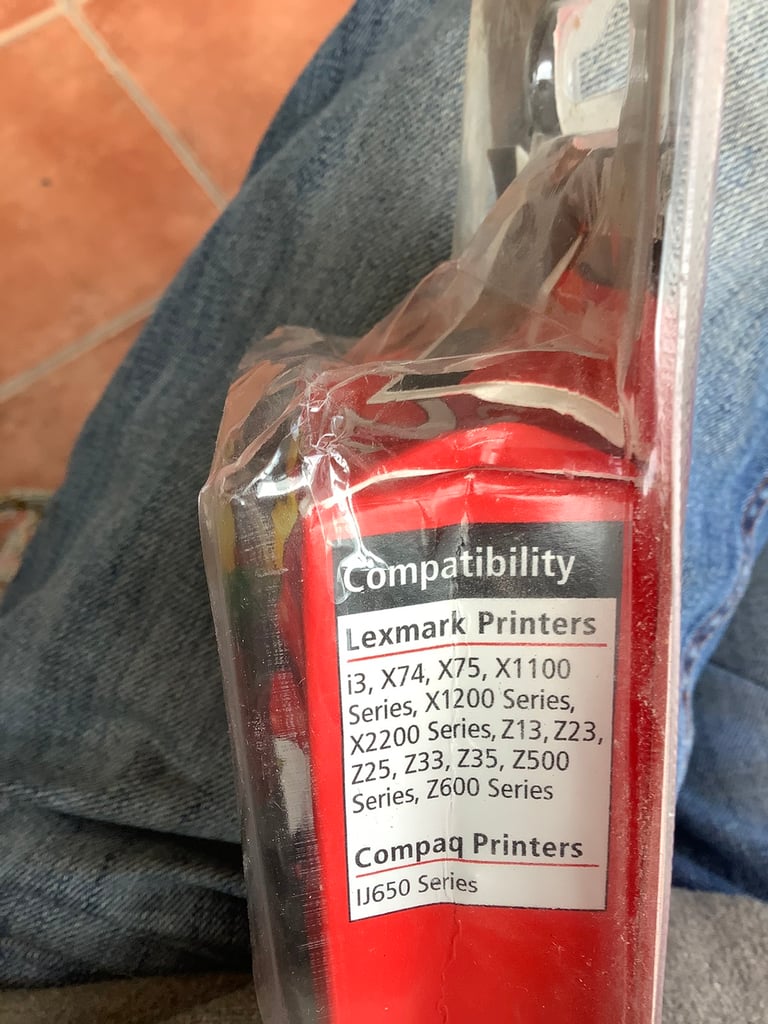 Compatibility
Lexmark Printers
i3, X74, X75, X1100
Series, X1200 Series,
X2200 Series, Z13, Z23,
Z25, Z33, Z35, Z500
Series, Z600 Series
Compaq Printers
IJ650 Series